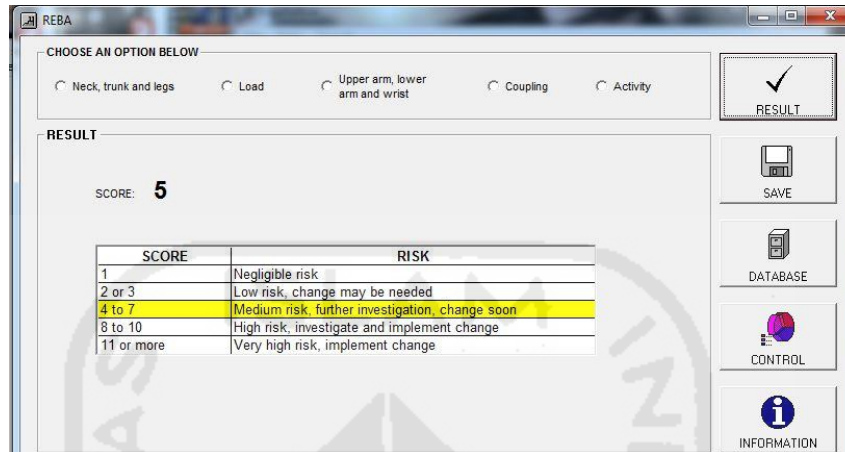 REBA
CHOOSE AN OPTION BELOW
Neck, trunk and legs
Load
Upper arm, lower
arm and wrist
Coupling
Activity
RESULT
RESULT
SCORE: 5
SAVE
SCORE RISK
1 Negligible risk
2 or 3 Low risk, change may be needed
4 to 7 Medium risk, further investigation, change soon
8 to 10 High risk, investigate and implement change
11 or more Very high risk, implement change
DATABASE
CONTROL
INFORMATION